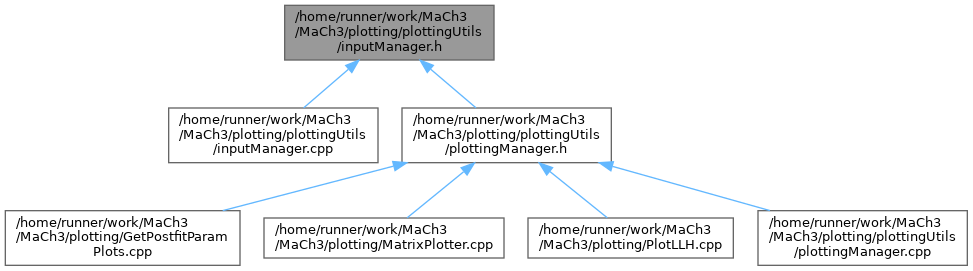 /home/runner/work/MaCh3
/MaCh3/plotting/plottingUtils
/inputManager.h
/home/runner/work/MaCh3
/MaCh3/plotting/plottingUtils
/inputManager.cpp
/home/runner/work/MaCh3
/MaCh3/plotting/plottingUtils
/plottingManager.h
/home/runner/work/MaCh3
/MaCh3/plotting/GetPostfitParam
Plots.cpp
/home/runner/work/MaCh3
/MaCh3/plotting/MatrixPlotter.cpp
/home/runner/work/MaCh3
/MaCh3/plotting/PlotLLH.cpp
/home/runner/work/MaCh3
/MaCh3/plotting/plottingUtils
/plottingManager.cpp